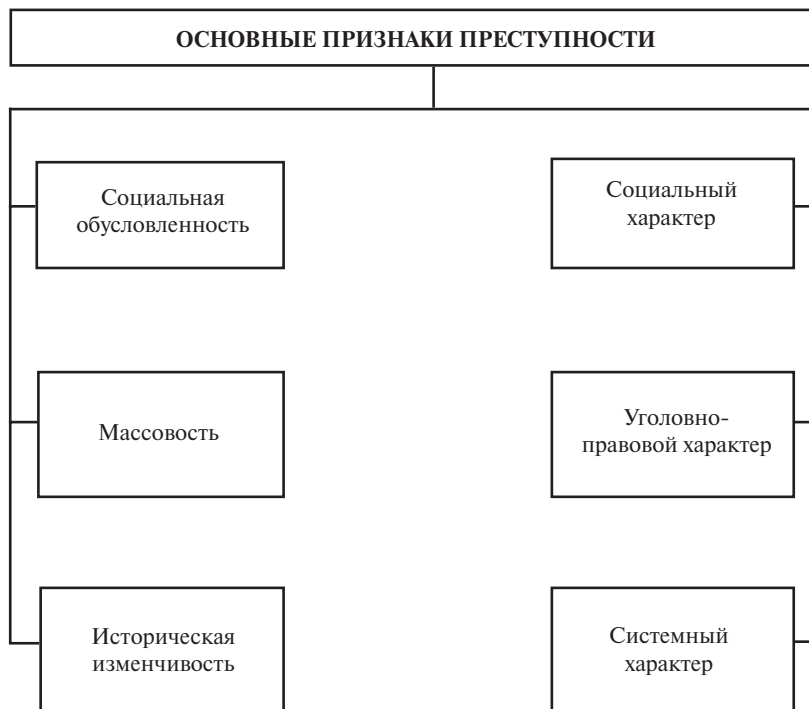 ОСНОВНЫЕ ПРИЗНАКИ ПРЕСТУПНОСТИ
Социальная
обусловленность
Социальный
характер
Массовость
Уголовно-
правовой характер
Историческая
изменчивость
Системный
характер